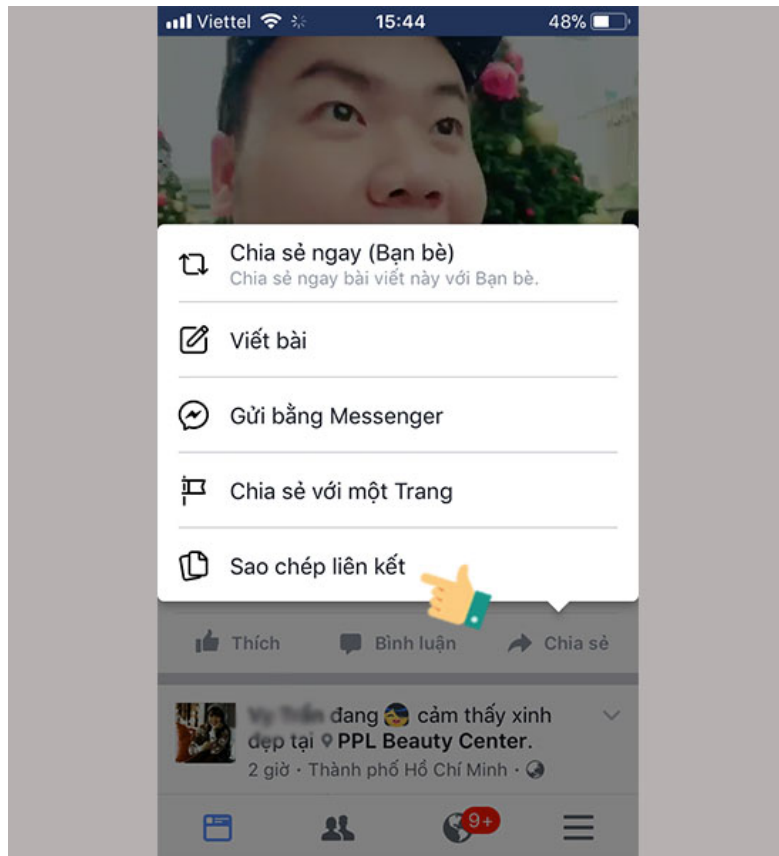 Viettel 15:44 48%
Chia sẻ ngay (Bạn bè)
Chia sẻ ngay bài viết này với Bạn bè.
Viết bài
Gửi bằng Messenger
Chia sẻ với một Trang
Sao chép liên kết
Thích Bình luận Chia sẻ
đang cảm thấy xinh
đẹp tại PPL Beauty Center.
2 giờ · Thành phố Hồ Chí Minh ·
9+